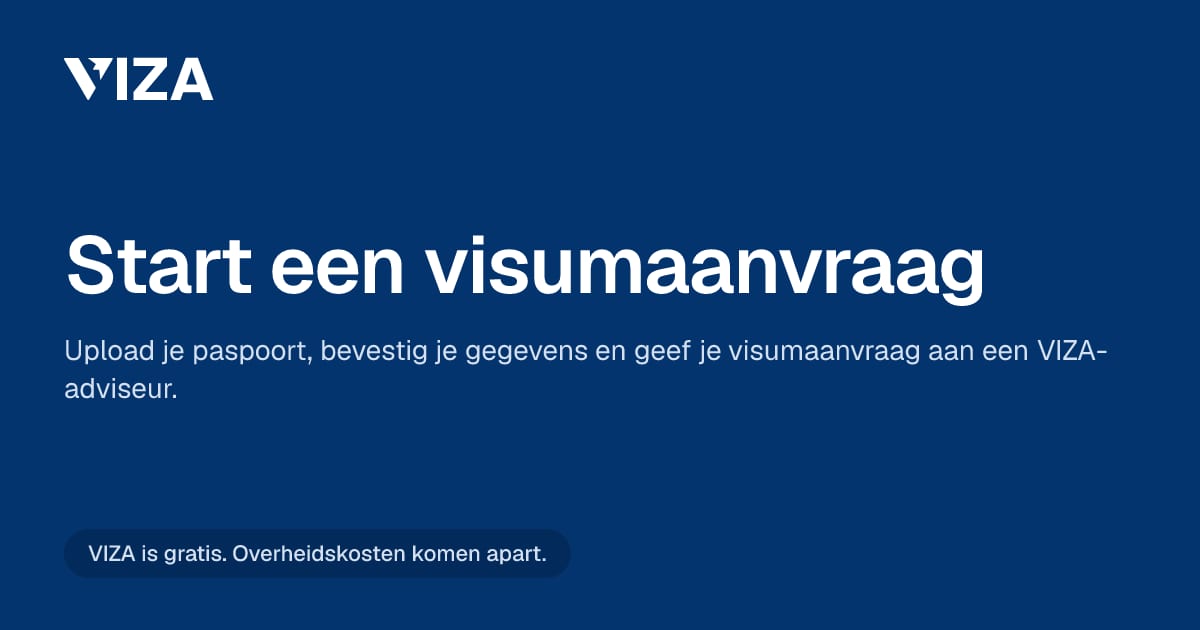 VIZA
Start een visumaanvraag
Upload je paspoort, bevestig je gegevens en geef je visumaanvraag aan een VIZA-
adviseur.
VIZA is gratis. Overheidskosten komen apart.